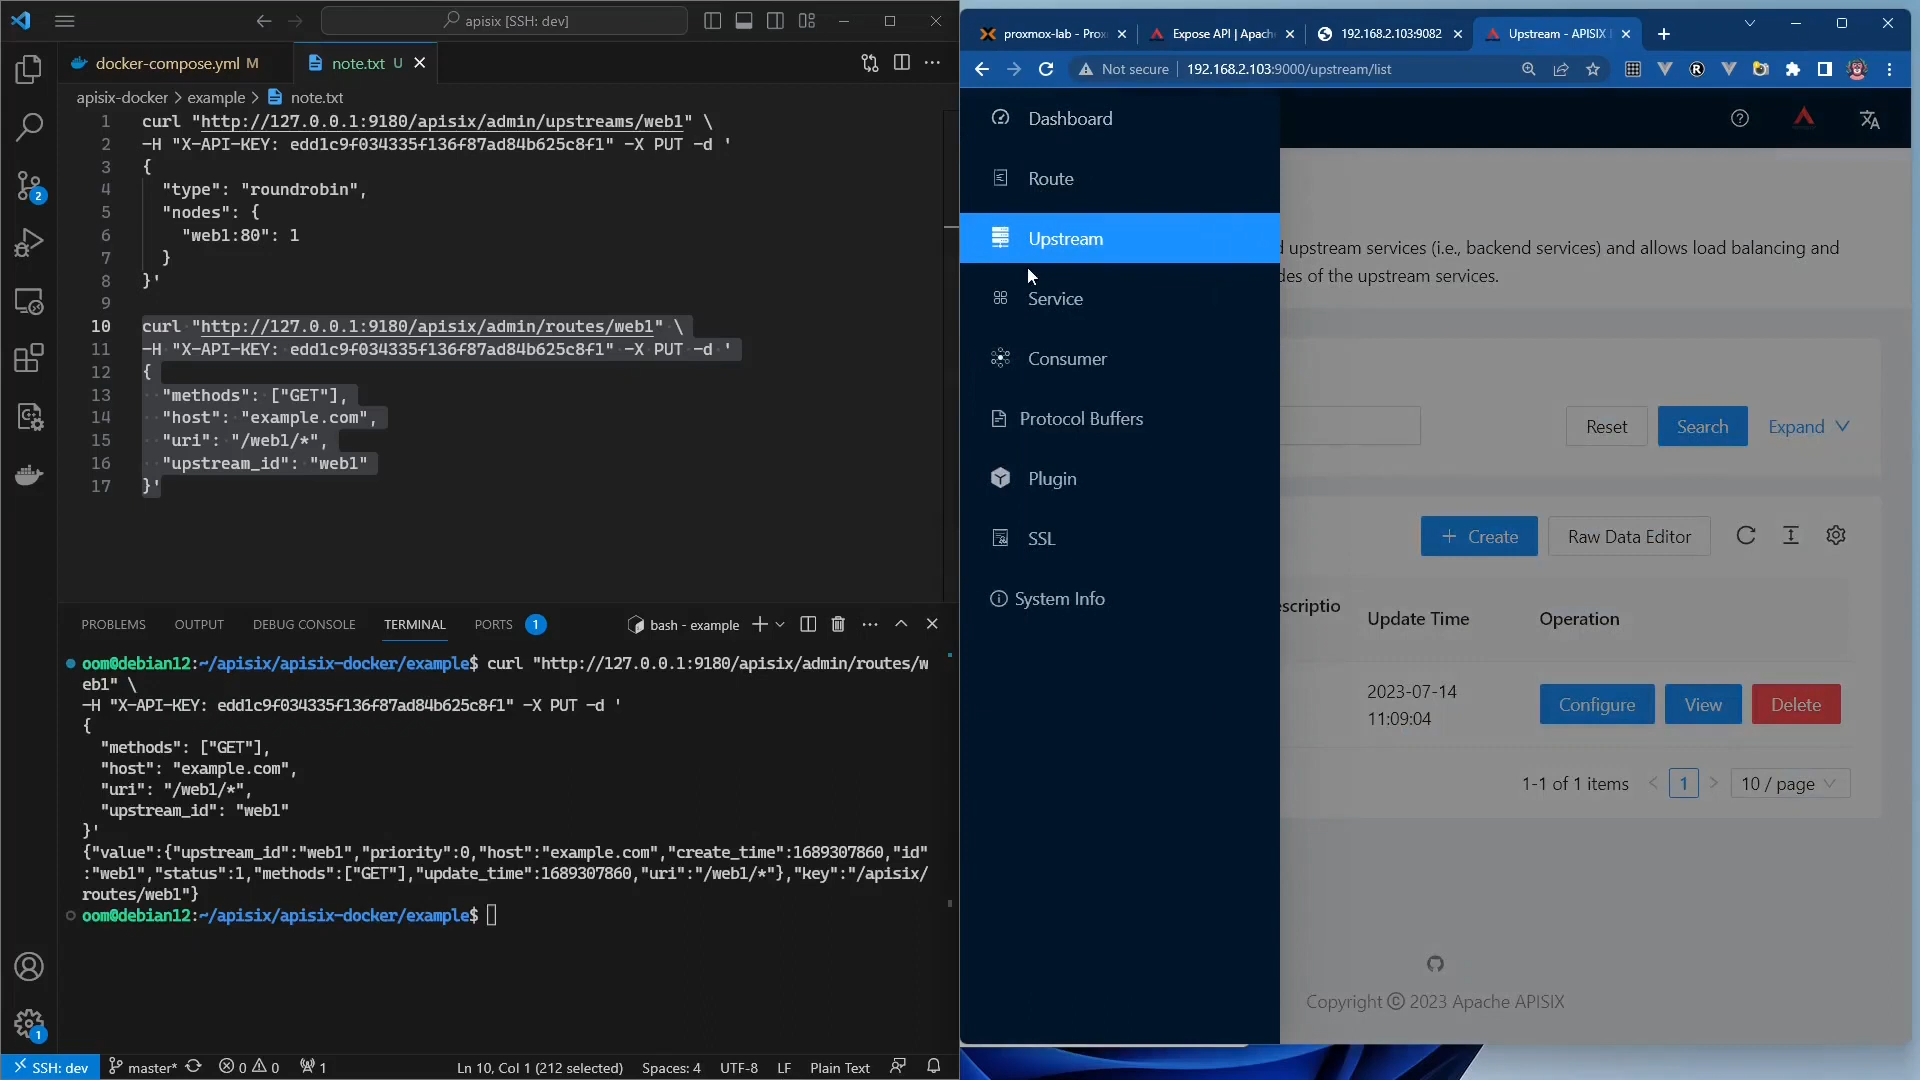 apisix [SSH: dev]
docker-compose.yml M
note.txt U
apisix-docker > example > note.txt
1 curl "http://127.0.0.1:9180/apisix/admin/upstreams/web1" \
2 -H "X-API-KEY: edd1c9f034335f136f87ad84b625c8f1" -X PUT -d '
3 {
4 "type": "roundrobin",
5 "nodes": {
6 "web1:80": 1
7 }
8 }'
9
10 curl "http://127.0.0.1:9180/apisix/admin/routes/web1" \
11 -H "X-API-KEY: edd1c9f034335f136f87ad84b625c8f1" -X PUT -d '
12 {
13 "methods": ["GET"],
14 "host": "example.com",
15 "uri": "/web1/*",
16 "upstream_id": "web1"
17 }'
PROBLEMS OUTPUT DEBUG CONSOLE TERMINAL PORTS 1
bash - example
oom@debian12:~/apisix/apisix-docker/example$ curl "http://127.0.0.1:9180/apisix/admin/routes/w
eb1" \
-H "X-API-KEY: edd1c9f034335f136f87ad84b625c8f1" -X PUT -d '
{
"methods": ["GET"],
"host": "example.com",
"uri": "/web1/*",
"upstream_id": "web1"
}'
{"value":{"upstream_id":"web1","priority":0,"host":"example.com","create_time":1689307860,"id"
:"web1","status":1,"methods":["GET"],"update_time":1689307860,"uri":"/web1/*"},"key":"/apisix/
routes/web1"}
oom@debian12:~/apisix/apisix-docker/example$
2
1
SSH: dev master* 0 0 1 Ln 10, Col 1 (212 selected) Spaces: 4 UTF-8 LF Plain Text
proxmox-lab - Prox
Expose API | Apach
192.168.2.103:9082
Upstream - APISIX
Not secure | 192.168.2.103:9000/upstream/list
Dashboard
Route
Upstream
Service
Consumer
Protocol Buffers
Plugin
SSL
System Info
d upstream services (i.e., backend services) and allows load balancing and
des of the upstream services.
Reset Search Expand
+ Create Raw Data Editor
escriptio Update Time Operation
2023-07-14
11:09:04
Configure View Delete
1-1 of 1 items < 1 > 10 / page
Copyright © 2023 Apache APISIX